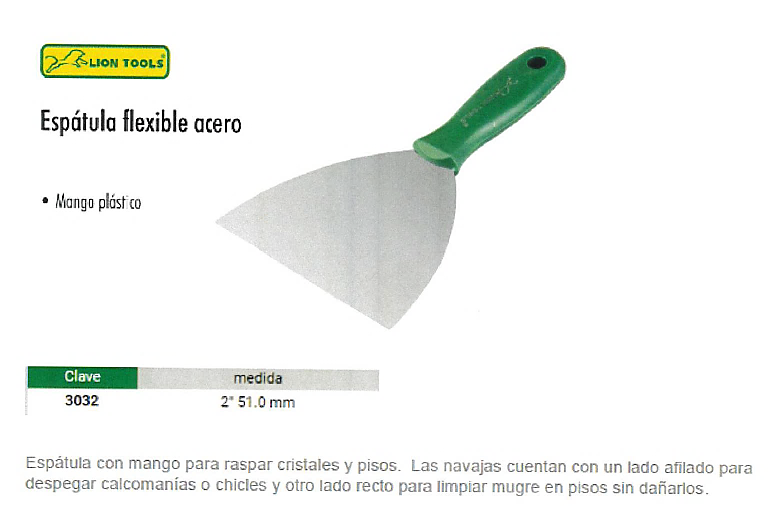 LION TOOLS®
Espátula flexible acero
• Mango plástico
Clave medida
3032 2" 51.0 mm
Espátula con mango para raspar cristales y pisos. Las navajas cuentan con un lado afilado para
despegar calcomanías o chicles y otro lado recto para limpiar mugre en pisos sin dañarlos.